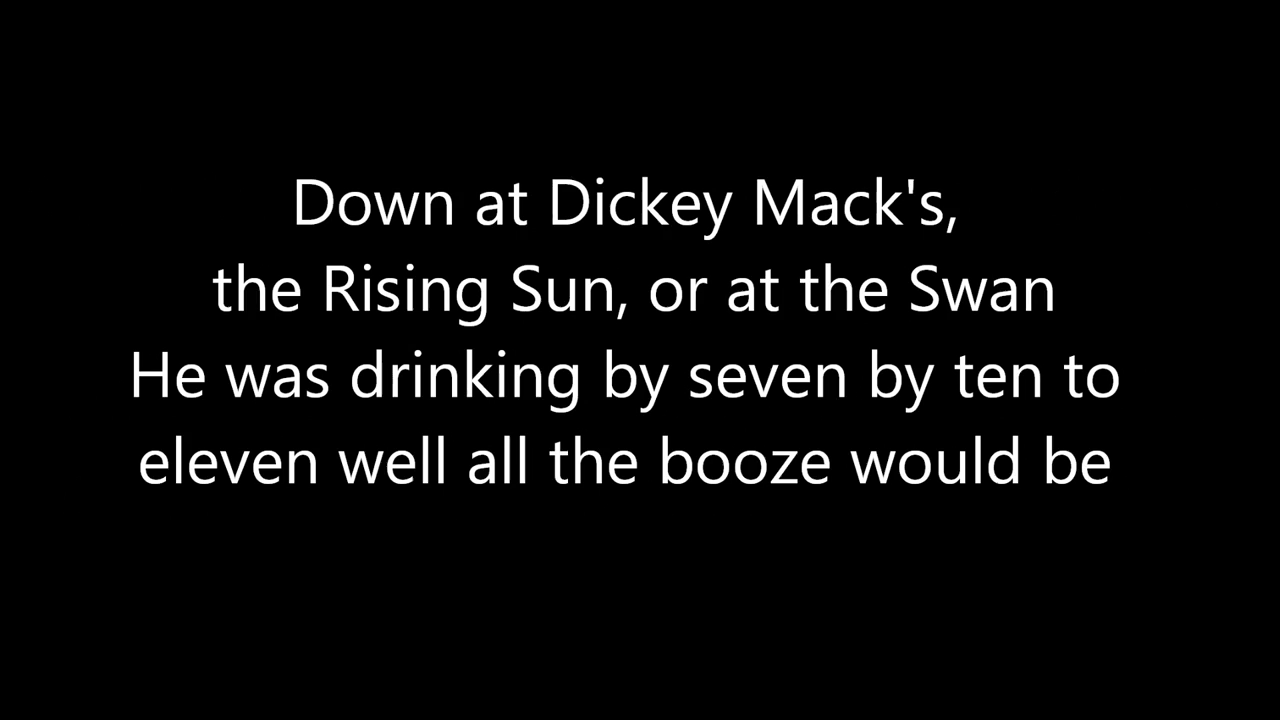 Down at Dickey Mack's,
the Rising Sun, or at the Swan
He was drinking by seven by ten to
eleven well all the booze would be